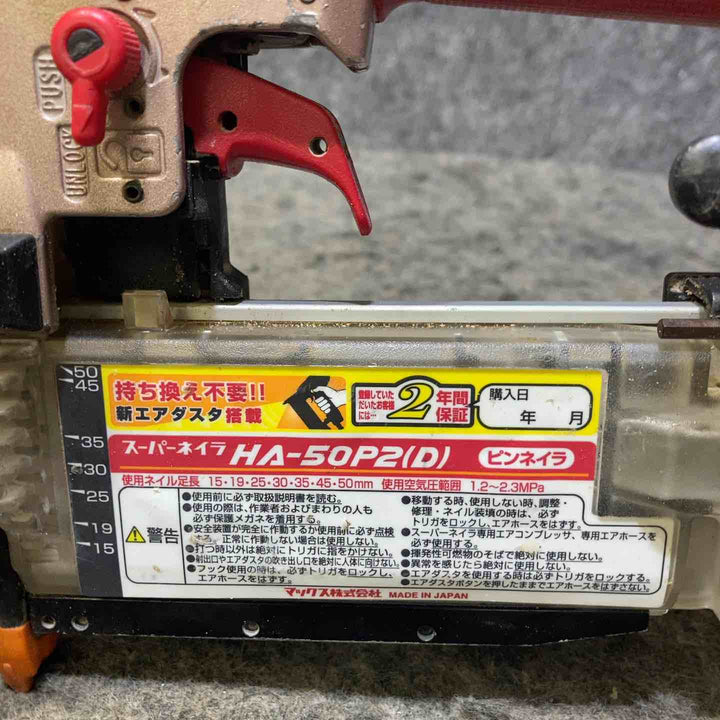 PUSH
UNLOCK
50
45
35
30
25
19
15
持ち換え不要!!
新エアダスタ搭載
登録していた
だいたお客様
には…
2年間
保証
購入日
年 月
スーパーネイラ HA-50P2(D) ピンネイラ
使用ネイル足長 15・19・25・30・35・45・50mm 使用空気圧範囲 1.2~2.3MPa
警告
●使用前に必ず取扱説明書を読む。
●使用の際は、作業者およびまわりの人も
必ず保護メガネを着用する。
●安全装置が完全に作動するか使用前に必ず点検
する。正常に作動しない場合は使用しない。
●打つ時以外は絶対にトリガに指をかけない。
●射出口やエアダスタの吹き出し口を絶対に人体に向けない。
●フック使用の時は、必ずトリガをロックし、
エアホースをはずす。
●移動する時、使用しない時、調整・
修理・ネイル装填の時は、必ず
トリガをロックし、エアホースをはずす。
●スーパーネイラ専用エアコンプレッサ、専用エアホースを
必ず使用する。
●揮発性可燃物のそばで絶対に使用しない。
●異常を感じたら絶対に使用しない。
●エアダスタを使用する時は必ずトリガをロックする。
●エアダスタボタンを押したままでエアホースをはずさない。
マックス株式会社 MADE IN JAPAN